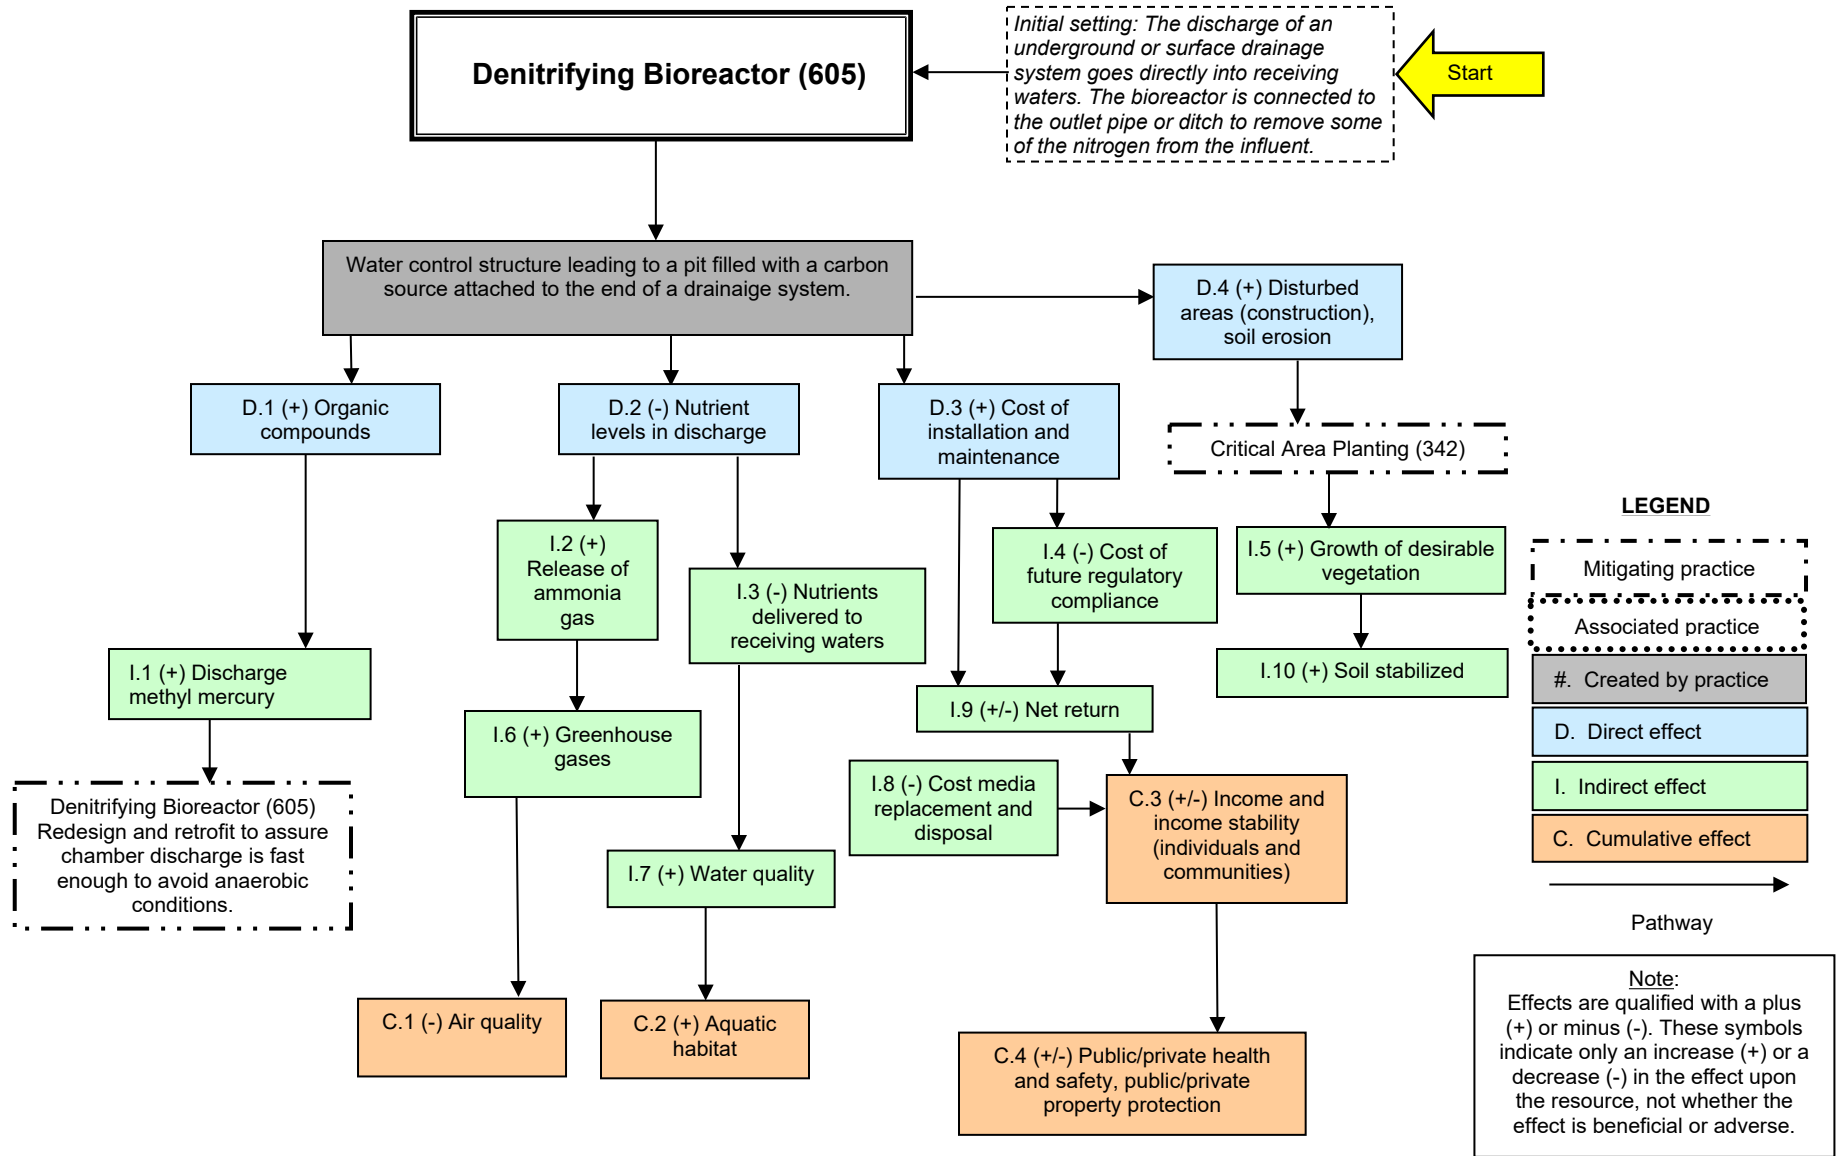 Denitrifying Bioreactor (605)
Initial setting: The discharge of an
underground or surface drainage
system goes directly into receiving
waters. The bioreactor is connected to
the outlet pipe or ditch to remove some
of the nitrogen from the influent.
Start
Water control structure leading to a pit filled with a carbon
source attached to the end of a drainaige system.
D.4 (+) Disturbed
areas (construction),
soil erosion
D.1 (+) Organic
compounds
D.2 (-) Nutrient
levels in discharge
D.3 (+) Cost of
installation and
maintenance
Critical Area Planting (342)
I.2 (+)
Release of
ammonia
gas
I.3 (-) Nutrients
delivered to
receiving waters
I.4 (-) Cost of
future regulatory
compliance
I.5 (+) Growth of desirable
vegetation
I.1 (+) Discharge
methyl mercury
I.10 (+) Soil stabilized
I.9 (+/-) Net return
I.6 (+) Greenhouse
gases
Denitrifying Bioreactor (605)
Redesign and retrofit to assure
chamber discharge is fast
enough to avoid anaerobic
conditions.
I.8 (-) Cost media
replacement and
disposal
C.3 (+/-) Income and
income stability
(individuals and
communities)
I.7 (+) Water quality
C.1 (-) Air quality
C.2 (+) Aquatic
habitat
C.4 (+/-) Public/private health
and safety, public/private
property protection
LEGEND
Mitigating practice
Associated practice
#. Created by practice
D. Direct effect
I. Indirect effect
C. Cumulative effect
Pathway
Note:
Effects are qualified with a plus
(+) or minus (-). These symbols
indicate only an increase (+) or a
decrease (-) in the effect upon
the resource, not whether the
effect is beneficial or adverse.